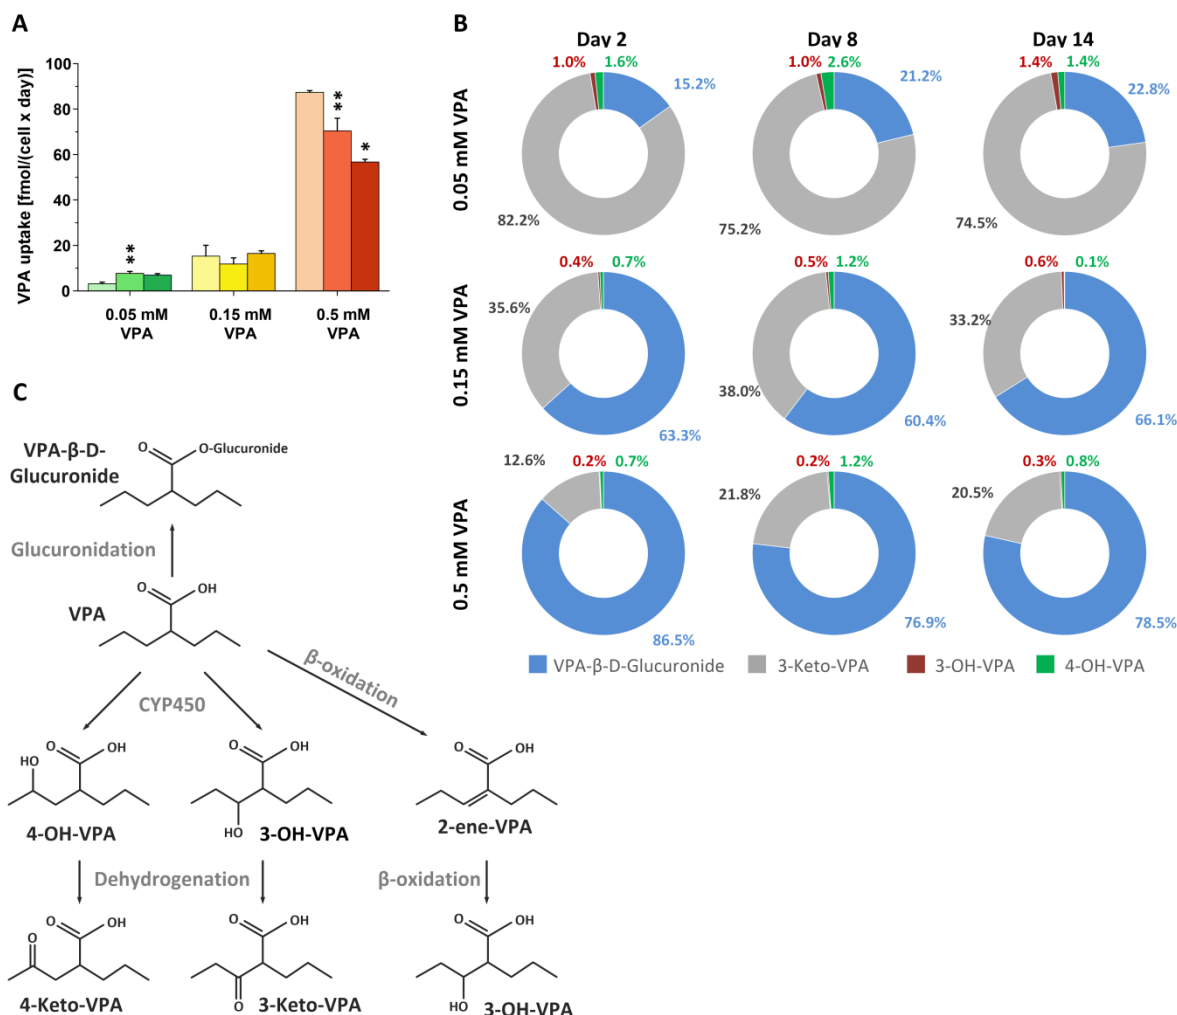 A
VPA uptake [fmol/(cell x day)]
100
80
60
40
20
0
**
**
*
0.05 mM
VPA
0.15 mM
VPA
0.5 mM
VPA
B
Day 2
Day 8
Day 14
0.05 mM VPA
1.0%
1.6%
15.2%
82.2%
1.0%
2.6%
21.2%
75.2%
1.4%
1.4%
22.8%
74.5%
0.15 mM VPA
0.4%
0.7%
35.6%
63.3%
0.5%
1.2%
38.0%
60.4%
0.6%
0.1%
33.2%
66.1%
0.5 mM VPA
12.6%
0.2%
0.7%
86.5%
0.2%
1.2%
21.8%
76.9%
0.3%
0.8%
20.5%
78.5%
VPA-β-D-Glucuronide
3-Keto-VPA
3-OH-VPA
4-OH-VPA
C
VPA-β-D-
Glucuronide
O
O-Glucuronide
Glucuronidation
VPA
O
OH
CYP450
β-oxidation
HO
O
OH
4-OH-VPA
O
OH
HO
3-OH-VPA
O
OH
2-ene-VPA
Dehydrogenation
β-oxidation
O
O
OH
4-Keto-VPA
O
OH
O
3-Keto-VPA
O
OH
HO
3-OH-VPA